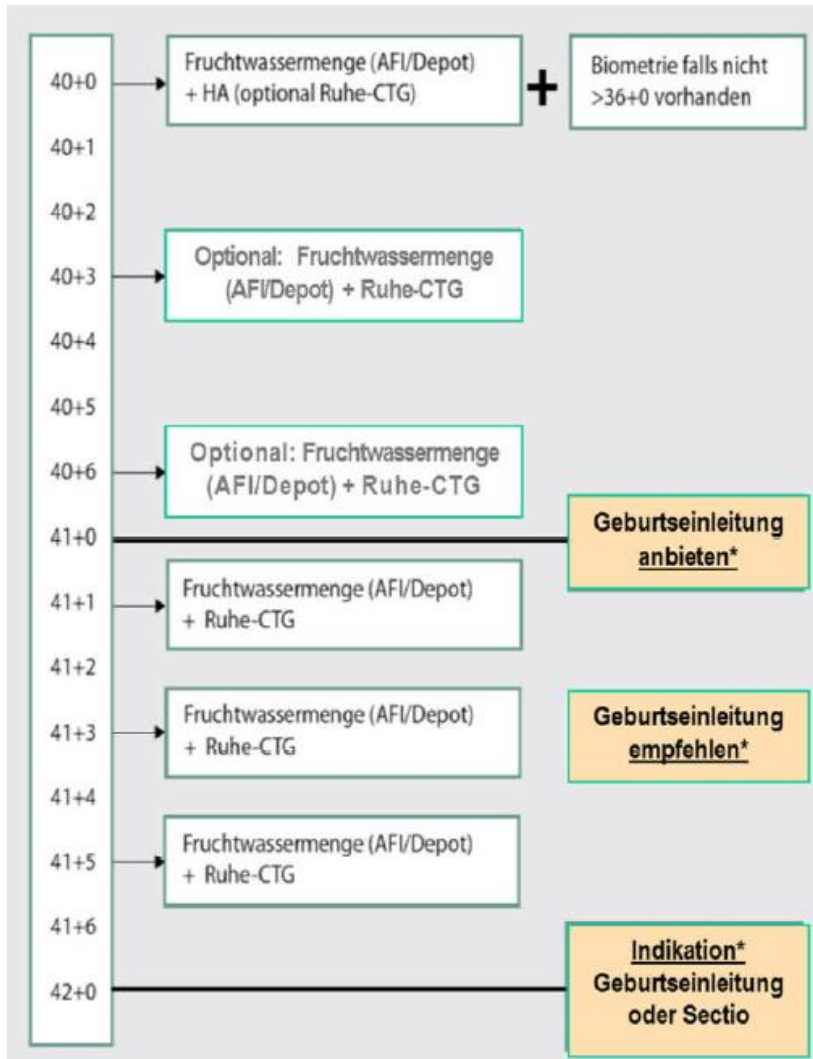 40+0
Fruchtwassermenge (AFI/Depot)
+ HA (optional Ruhe-CTG)
+
Biometrie falls nicht
>36+0 vorhanden
40+1
40+2
40+3
Optional: Fruchtwassermenge
(AFI/Depot) + Ruhe-CTG
40+4
40+5
40+6
Optional: Fruchtwassermenge
(AFI/Depot) + Ruhe-CTG
41+0
Geburtseinleitung
anbieten*
41+1
Fruchtwassermenge (AFI/Depot)
+ Ruhe-CTG
41+2
41+3
Fruchtwassermenge (AFI/Depot)
+ Ruhe-CTG
Geburtseinleitung
empfehlen*
41+4
41+5
Fruchtwassermenge (AFI/Depot)
+ Ruhe-CTG
41+6
42+0
Indikation*
Geburtseinleitung
oder Sectio